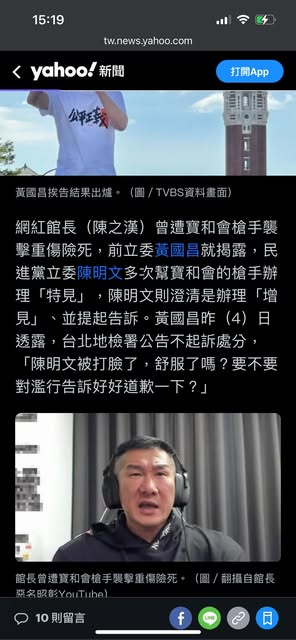 15:19
tw.news.yahoo.com
yahoo!新聞
打開App
黃國昌挨告結果出爐。（圖／TVBS資料畫面）
網紅館長（陳之漢）曾遭寶和會槍手襲
擊重傷險死，前立委黃國昌就揭露，民
進黨立委陳明文多次幫寶和會的槍手辦
理「特見」，陳明文則澄清是辦理「增
見」、並提起告訴。黃國昌昨（4）日
透露，台北地檢署公告不起訴處分，
「陳明文被打臉了，舒服了嗎？要不要
對濫行告訴好好道歉一下？」
館長曾遭寶和會槍手襲擊重傷險死。（圖／翻攝自館長
惡名昭彰YouTube）
10 則留言